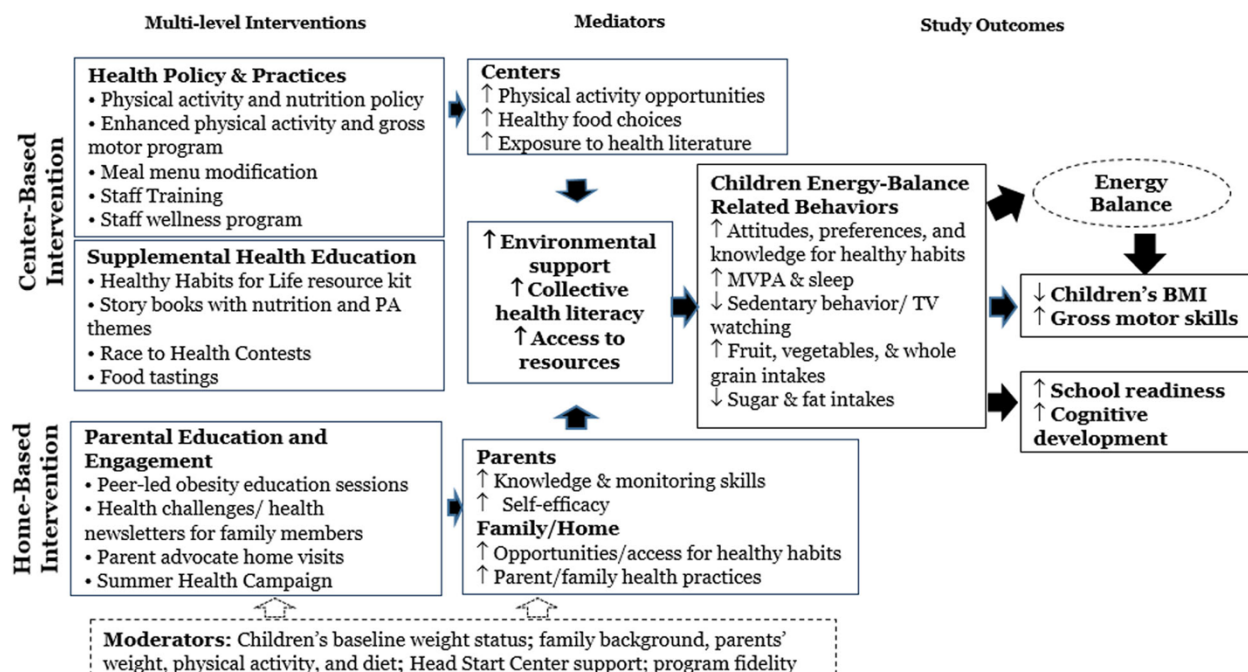 Multi-level Interventions
Mediators
Study Outcomes
Center-Based
Intervention
Health Policy & Practices
• Physical activity and nutrition policy
• Enhanced physical activity and gross
motor program
• Meal menu modification
• Staff Training
• Staff wellness program
Supplemental Health Education
• Healthy Habits for Life resource kit
• Story books with nutrition and PA
themes
• Race to Health Contests
• Food tastings
Home-Based
Intervention
Parental Education and
Engagement
• Peer-led obesity education sessions
• Health challenges/ health
newsletters for family members
• Parent advocate home visits
• Summer Health Campaign
Centers
↑ Physical activity opportunities
↑ Healthy food choices
↑ Exposure to health literature
↑ Environmental
support
↑ Collective
health literacy
↑ Access to
resources
Parents
↑ Knowledge & monitoring skills
↑ Self-efficacy
Family/Home
↑ Opportunities/access for healthy habits
↑ Parent/family health practices
Children Energy-Balance
Related Behaviors
↑ Attitudes, preferences, and
knowledge for healthy habits
↑ MVPA & sleep
↓ Sedentary behavior/ TV
watching
↑ Fruit, vegetables, & whole
grain intakes
↓ Sugar & fat intakes
Energy
Balance
↓ Children's BMI
↑ Gross motor skills
↑ School readiness
↑ Cognitive
development
Moderators: Children's baseline weight status; family background, parents'
weight, physical activity, and diet; Head Start Center support; program fidelity